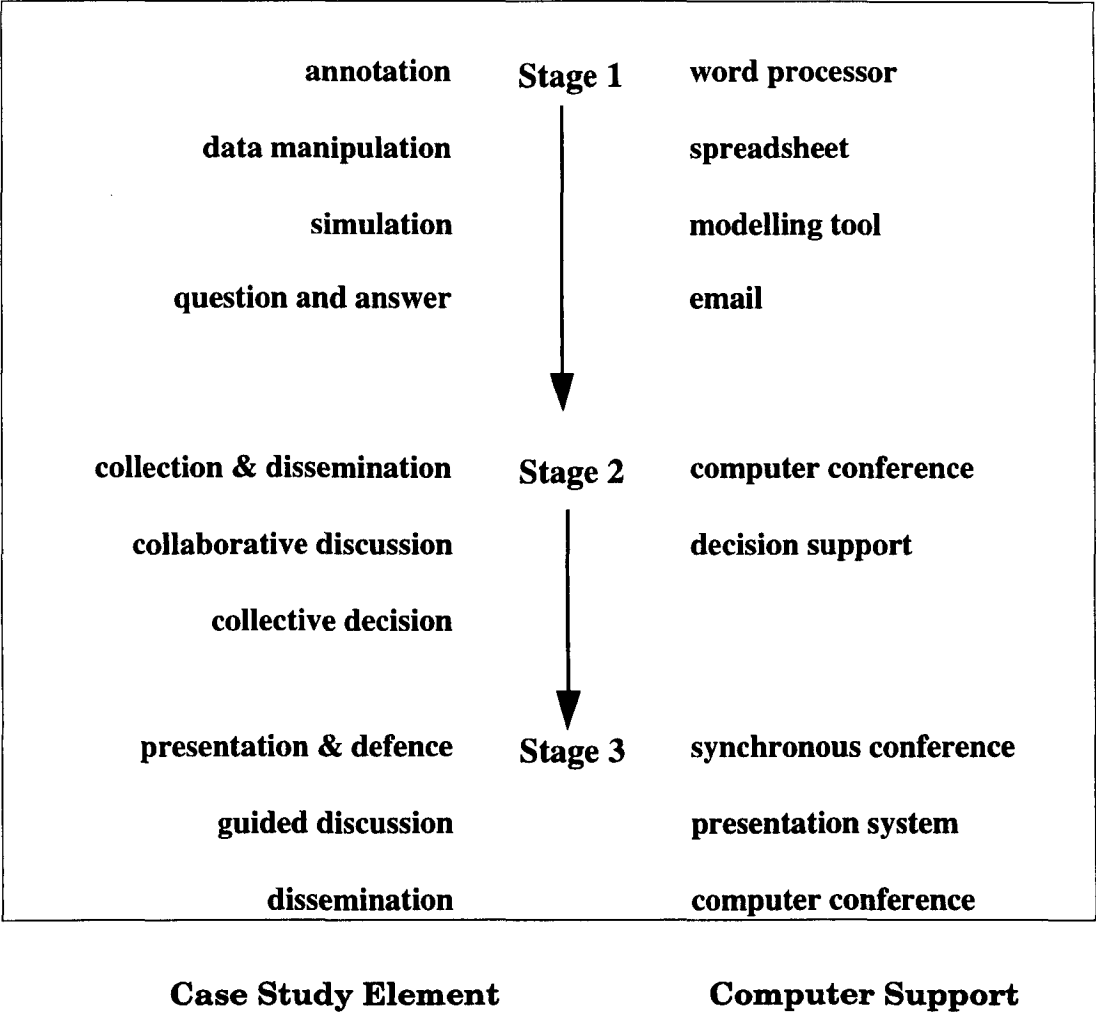 annotation Stage 1 word processor
data manipulation spreadsheet
simulation modelling tool
question and answer email
collection & dissemination Stage 2 computer conference
collaborative discussion decision support
collective decision
presentation & defence Stage 3 synchronous conference
guided discussion presentation system
dissemination computer conference
Case Study Element Computer Support